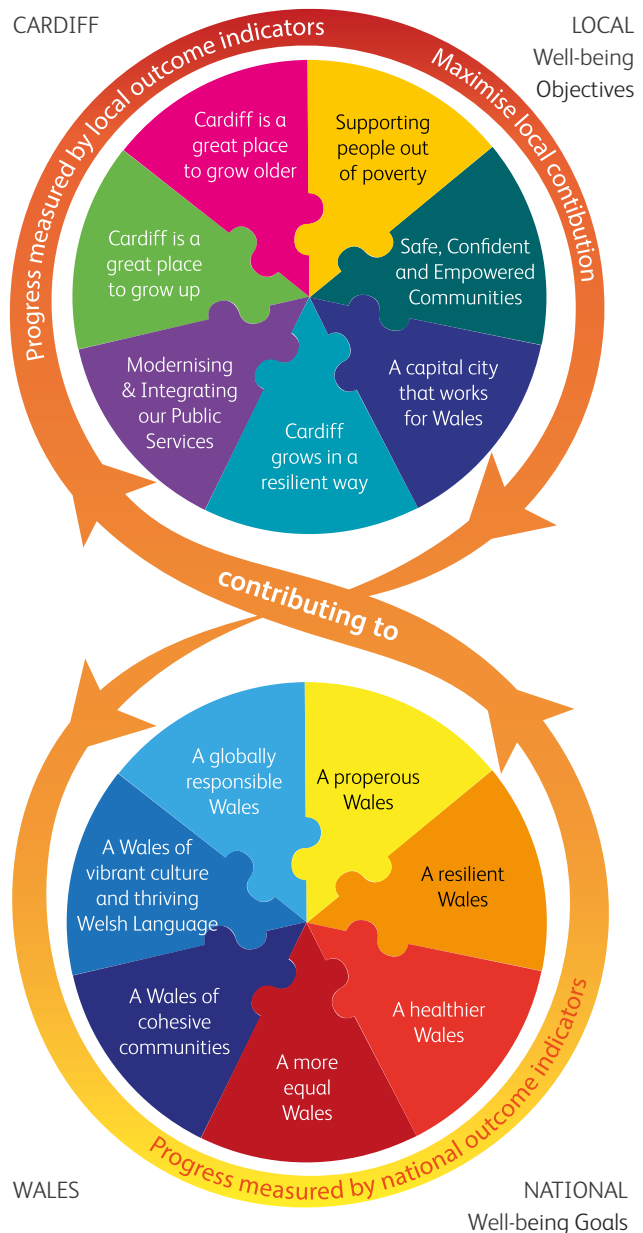 CARDIFF
LOCAL
Well-being
Objectives
Progress measured by local outcome indicators
Maximise local contibution
Cardiff is a
great place
to grow older
Supporting
people out
of poverty
Safe, Confident
and Empowered
Communities
A capital city
that works
for Wales
Cardiff
grows in a
resilient way
Modernising
& Integrating
our Public
Services
Cardiff is a
great place
to grow up
contributing to
A globally
responsible
Wales
A properous
Wales
A resilient
Wales
A healthier
Wales
A more
equal
Wales
A Wales of
cohesive
communities
A Wales of
vibrant culture
and thriving
Welsh Language
Progress measured by national outcome indicators
WALES
NATIONAL
Well-being Goals